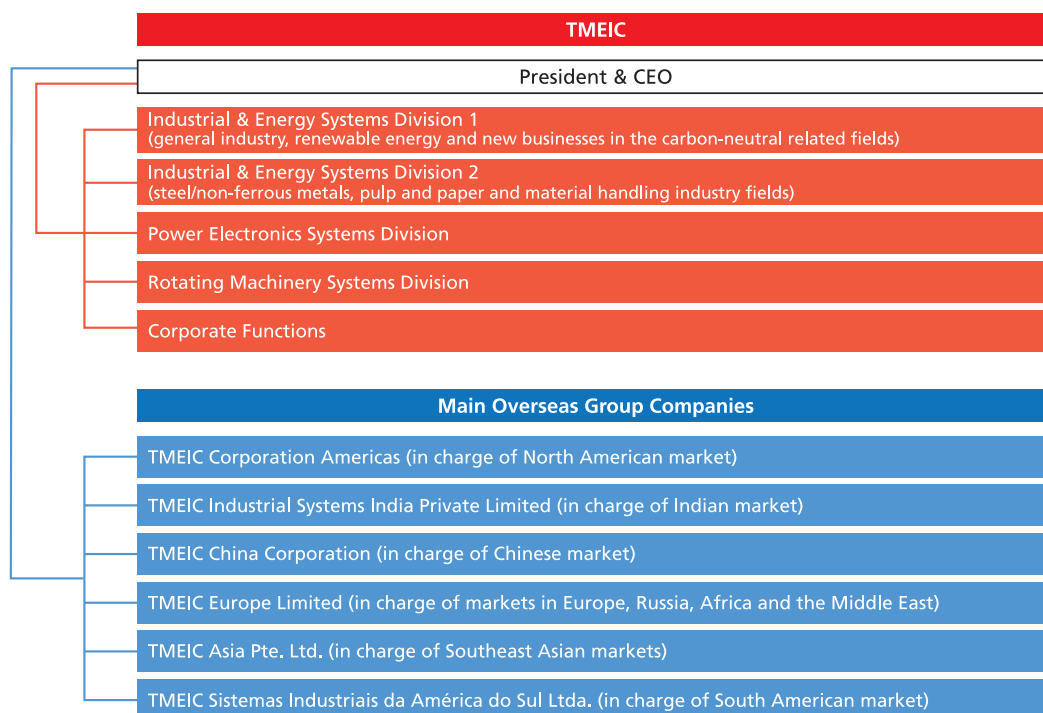 TMEIC
President & CEO
Industrial & Energy Systems Division 1
(general industry, renewable energy and new businesses in the carbon-neutral related fields)
Industrial & Energy Systems Division 2
(steel/non-ferrous metals, pulp and paper and material handling industry fields)
Power Electronics Systems Division
Rotating Machinery Systems Division
Corporate Functions
Main Overseas Group Companies
TMEIC Corporation Americas (in charge of North American market)
TMEIC Industrial Systems India Private Limited (in charge of Indian market)
TMEIC China Corporation (in charge of Chinese market)
TMEIC Europe Limited (in charge of markets in Europe, Russia, Africa and the Middle East)
TMEIC Asia Pte. Ltd. (in charge of Southeast Asian markets)
TMEIC Sistemas Industriais da América do Sul Ltda. (in charge of South American market)